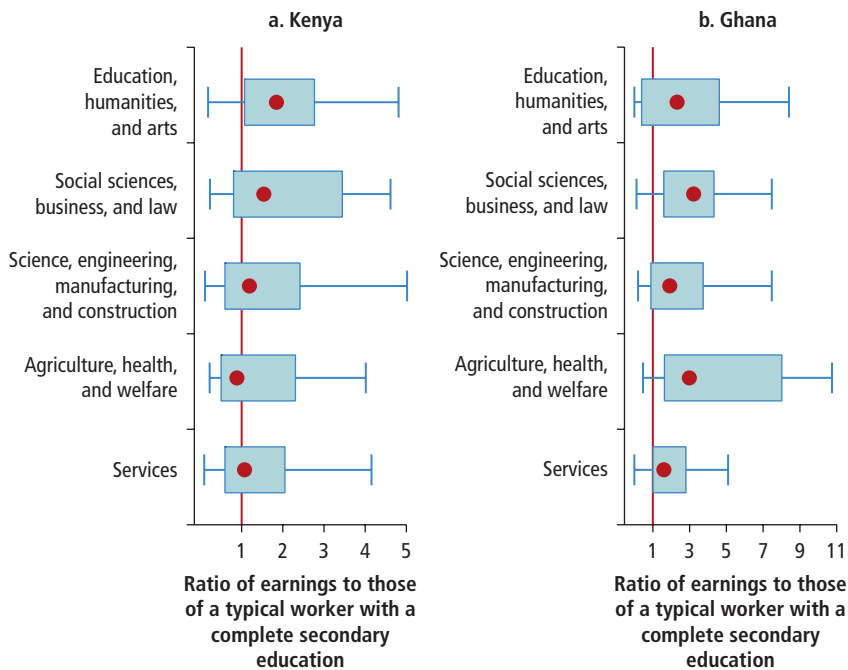 a. Kenya
Education,
humanities,
and arts
Social sciences,
business, and law
Science, engineering,
manufacturing,
and construction
Agriculture, health,
and welfare
Services
1 2 3 4 5
Ratio of earnings to those
of a typical worker with a
complete secondary
education
b. Ghana
Education,
humanities,
and arts
Social sciences,
business, and law
Science, engineering,
manufacturing,
and construction
Agriculture, health,
and welfare
Services
1 3 5 7 9 11
Ratio of earnings to those
of a typical worker with a
complete secondary
education